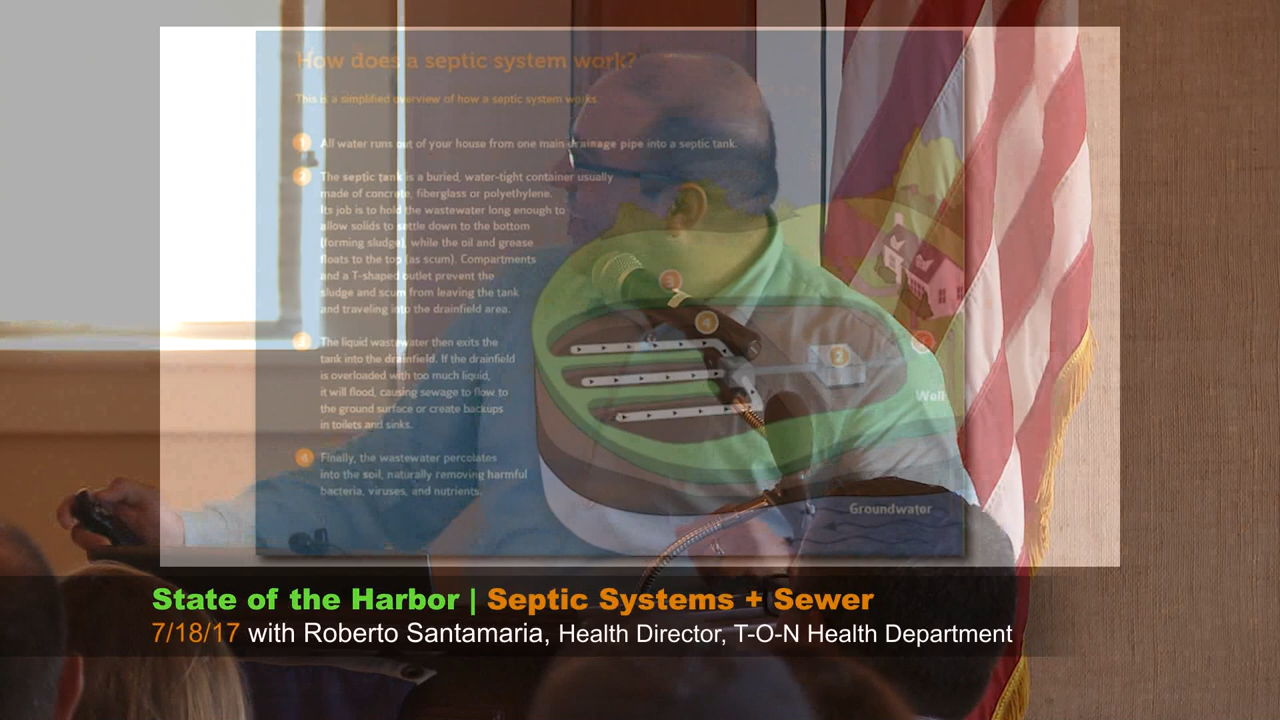 How does a septic system work?
This is a simplified overview of how a septic system works.
1 All water runs out of your house from one main drainage pipe into a septic tank.
2 The septic tank is a buried, water-tight container usually
made of concrete, fiberglass or polyethylene.
Its job is to hold the wastewater long enough to
allow solids to settle down to the bottom
(forming sludge), while the oil and grease
floats to the top (as scum). Compartments
and a T-shaped outlet prevent the
sludge and scum from leaving the tank
and traveling into the drainfield area.
3 The liquid wastewater then exits the
tank into the drainfield. If the drainfield
is overloaded with too much liquid,
it will flood, causing sewage to flow to
the ground surface or create backups
in toilets and sinks.
4 Finally, the wastewater percolates
into the soil, naturally removing harmful
bacteria, viruses, and nutrients.
3
4
2
Well
Groundwater
State of the Harbor | Septic Systems + Sewer
7/18/17 with Roberto Santamaria, Health Director, T-O-N Health Department